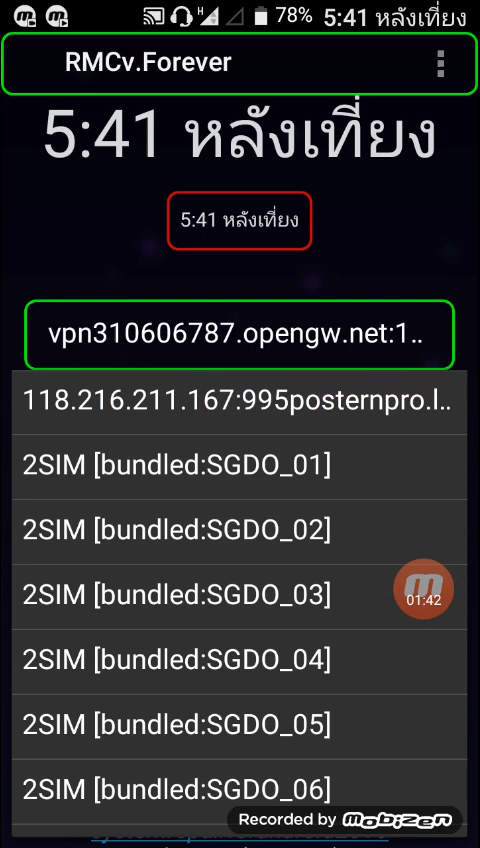 78% 5:41 หลังเที่ยง
RMCv.Forever
5:41 หลังเที่ยง
5:41 หลังเที่ยง
vpn310606787.opengw.net:1..
118.216.211.167:995posternpro.l..
2SIM [bundled:SGDO_01]
2SIM [bundled:SGDO_02]
2SIM [bundled:SGDO_03]
01:42
2SIM [bundled:SGDO_04]
2SIM [bundled:SGDO_05]
2SIM [bundled:SGDO_06]
Recorded by mobizen